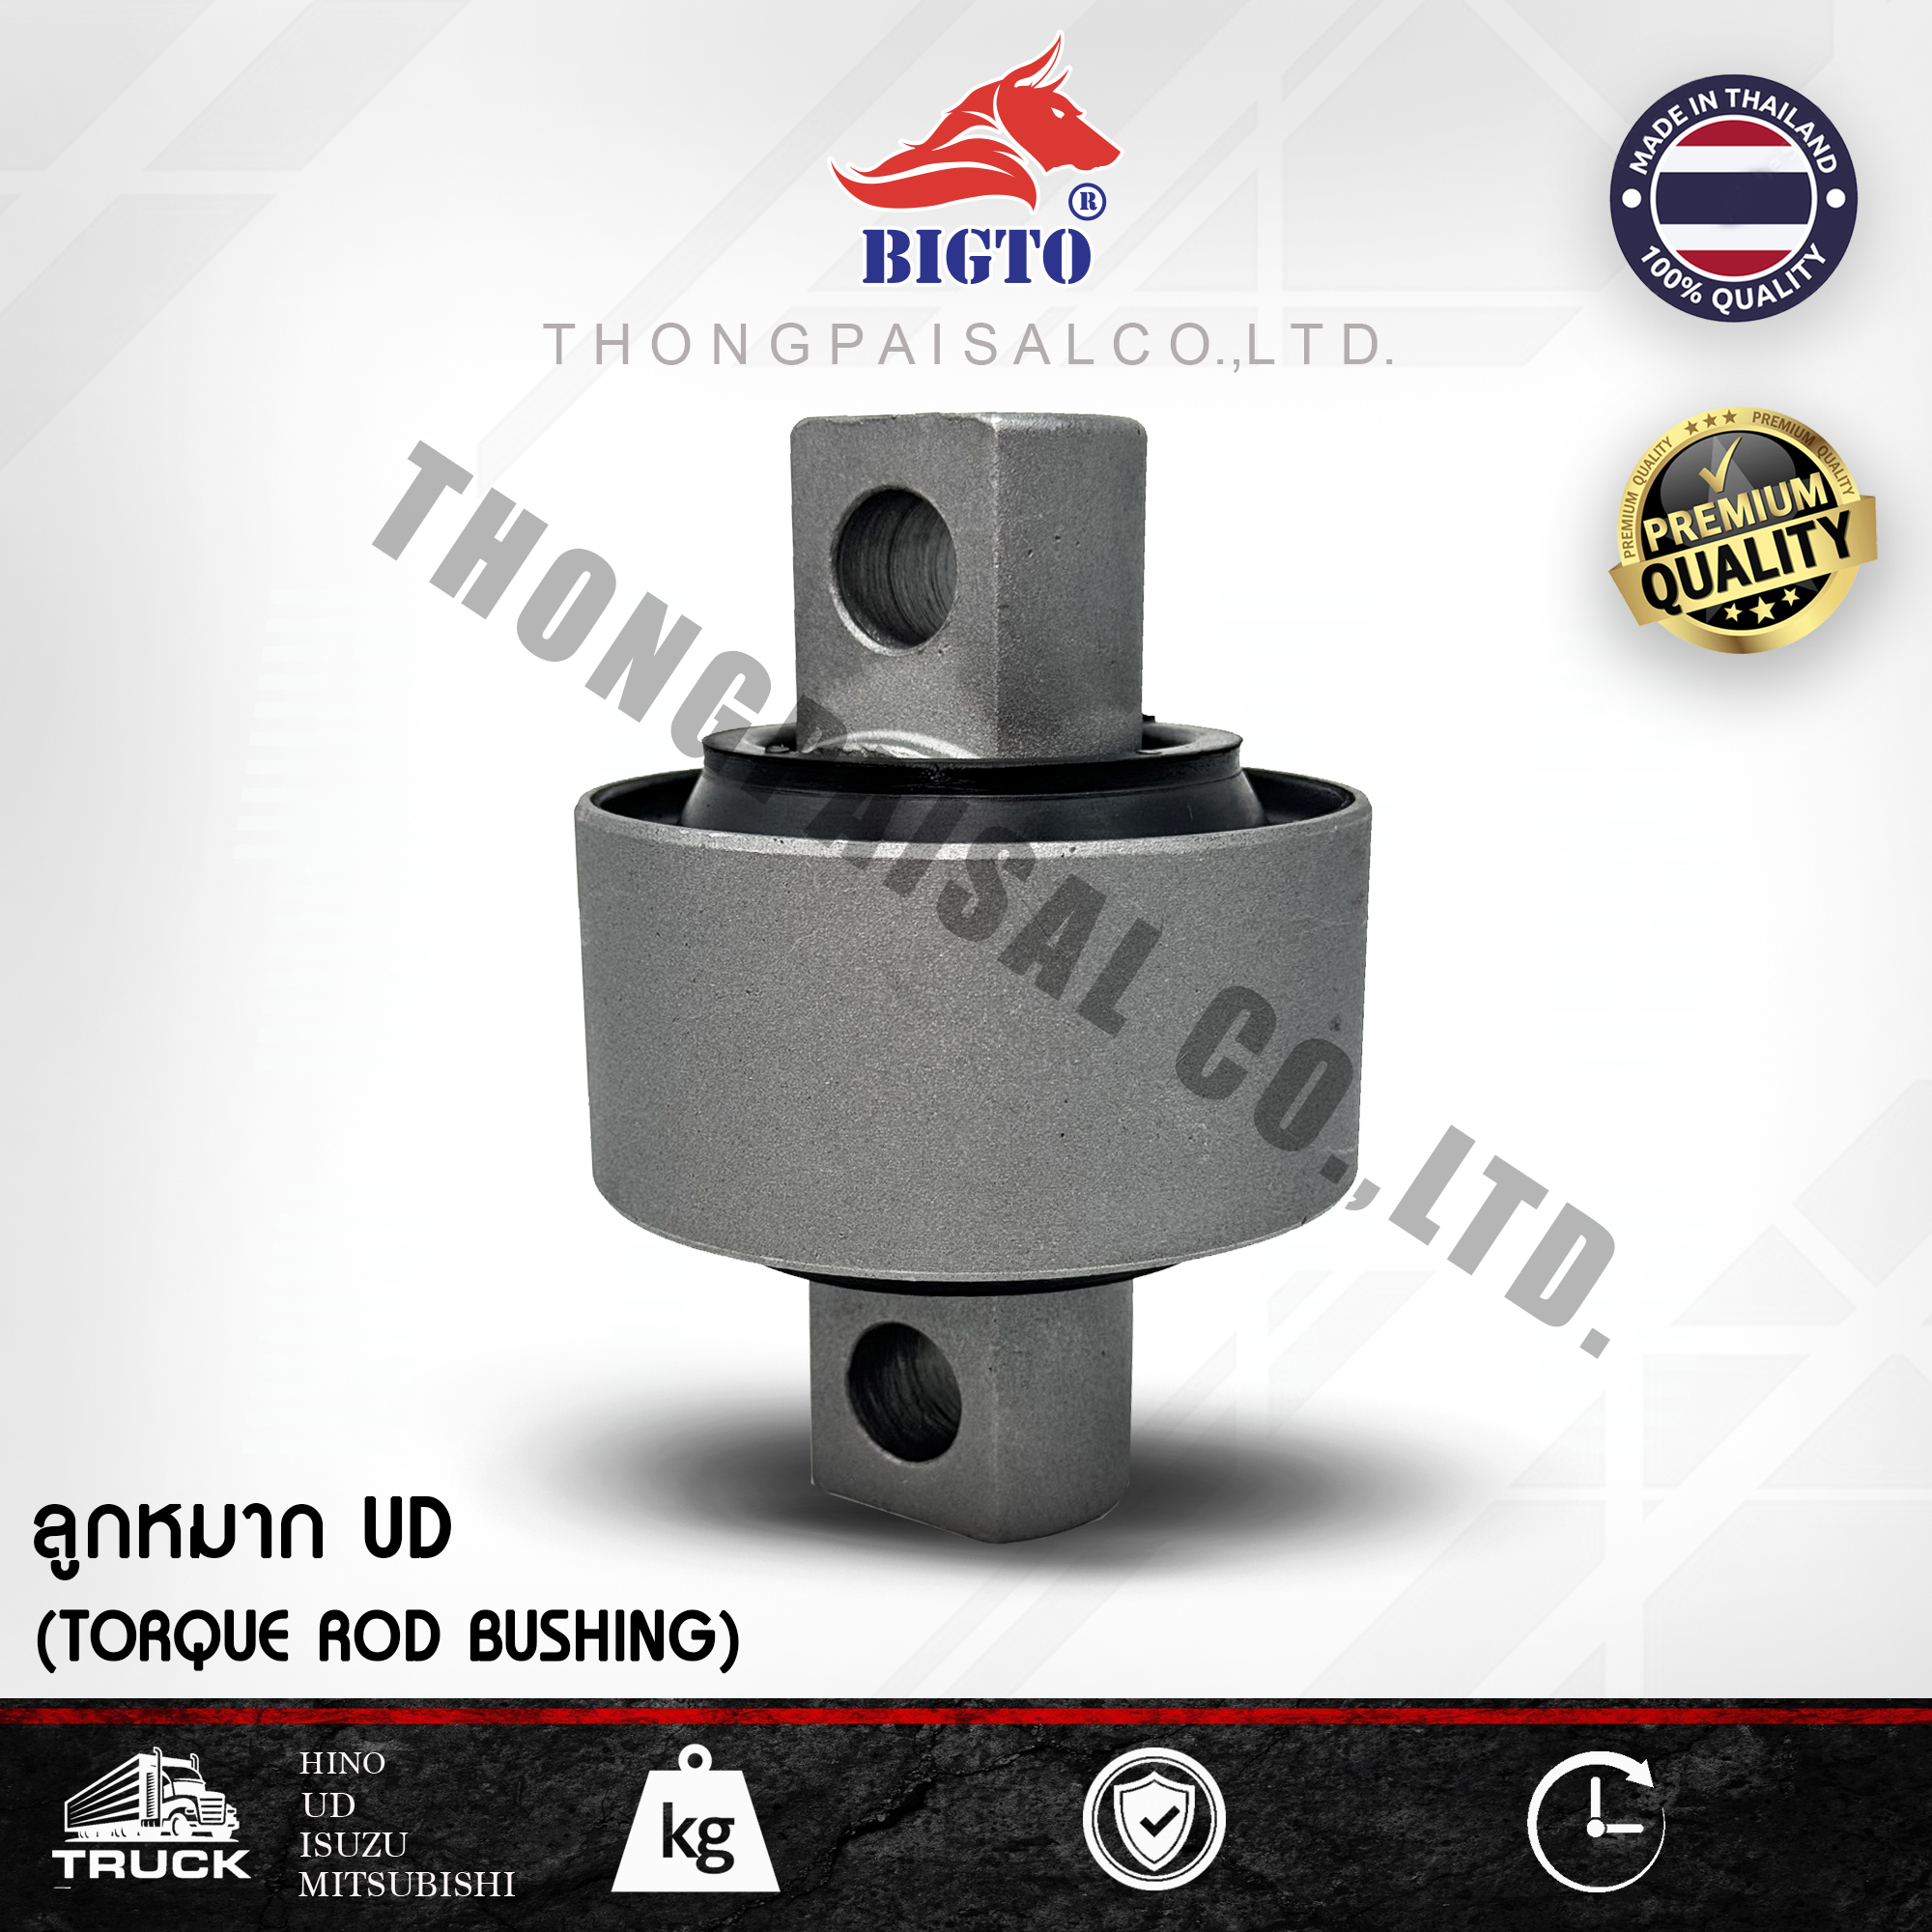 BIGTO
®
THONGPAISALCO.,LTD.
MADE IN THAILAND
100% QUALITY
PREMIUM QUALITY
PREMIUM QUALITY
PREMIUM
QUALITY
THONGPAISAL CO.,LTD.
ลูกหมาก UD
(TORQUE ROD BUSHING)
TRUCK
HINO
UD
ISUZU
MITSUBISHI
kg